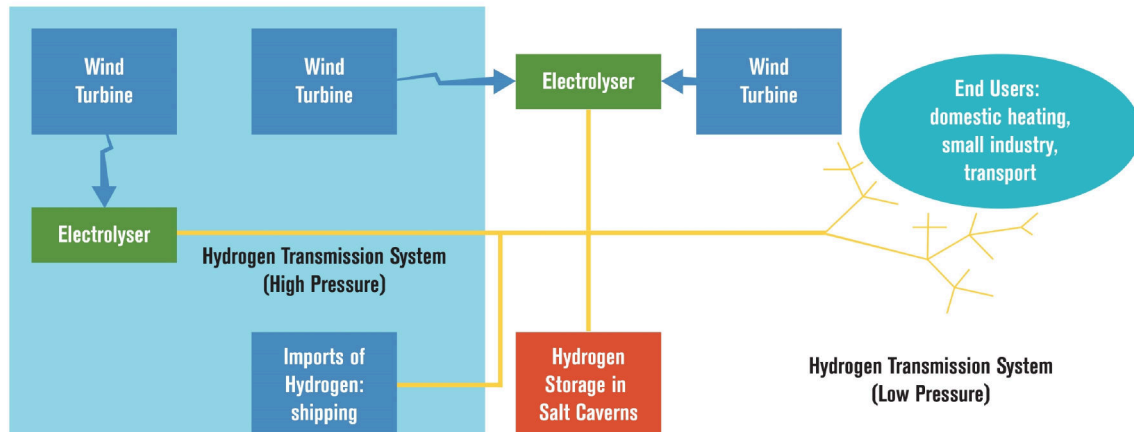 Wind
Turbine
Wind
Turbine
Electrolyser
Wind
Turbine
End Users:
domestic heating,
small industry,
transport
Electrolyser
Hydrogen Transmission System
(High Pressure)
Imports of
Hydrogen:
shipping
Hydrogen
Storage in
Salt Caverns
Hydrogen Transmission System
(Low Pressure)